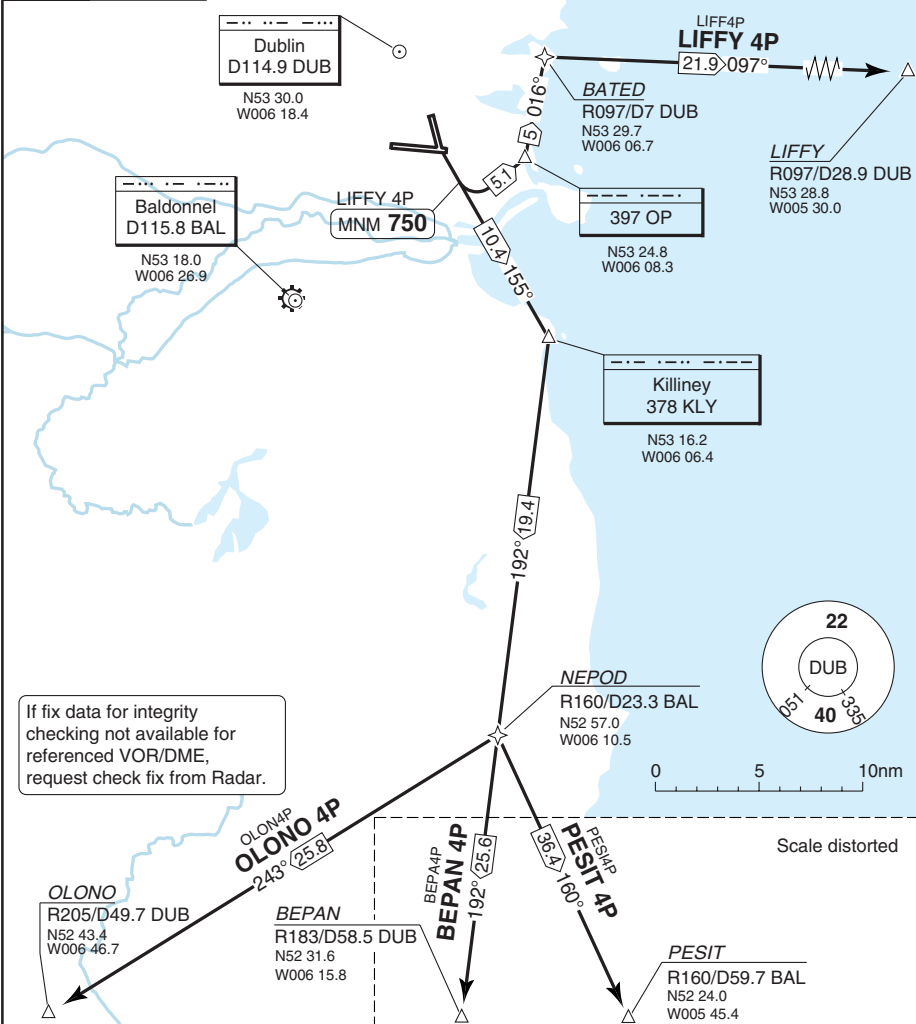 Dublin
D114.9 DUB
N53 30.0
W006 18.4
LIFF4P
LIFFY 4P
21.9 097°
016°
5
BATED
R097/D7 DUB
N53 29.7
W006 06.7
LIFFY
R097/D28.9 DUB
N53 28.8
W005 30.0
Baldonnel
D115.8 BAL
N53 18.0
W006 26.9
LIFFY 4P
MNM 750
5.1
397 OP
N53 24.8
W006 08.3
10.4 155°
Killiney
378 KLY
N53 16.2
W006 06.4
192° 19.4
22
DUB
051
335
40
NEPOD
R160/D23.3 BAL
N52 57.0
W006 10.5
If fix data for integrity
checking not available for
referenced VOR/DME,
request check fix from Radar.
0 5 10nm
Scale distorted
OLON4P
OLONO 4P
243° 25.8
BEPA4P
BEPAN 4P
192° 25.6
PESI4P
PESIT 4P
36.4 160°
OLONO
R205/D49.7 DUB
N52 43.4
W006 46.7
BEPAN
R183/D58.5 DUB
N52 31.6
W006 15.8
PESIT
R160/D59.7 BAL
N52 24.0
W005 45.4